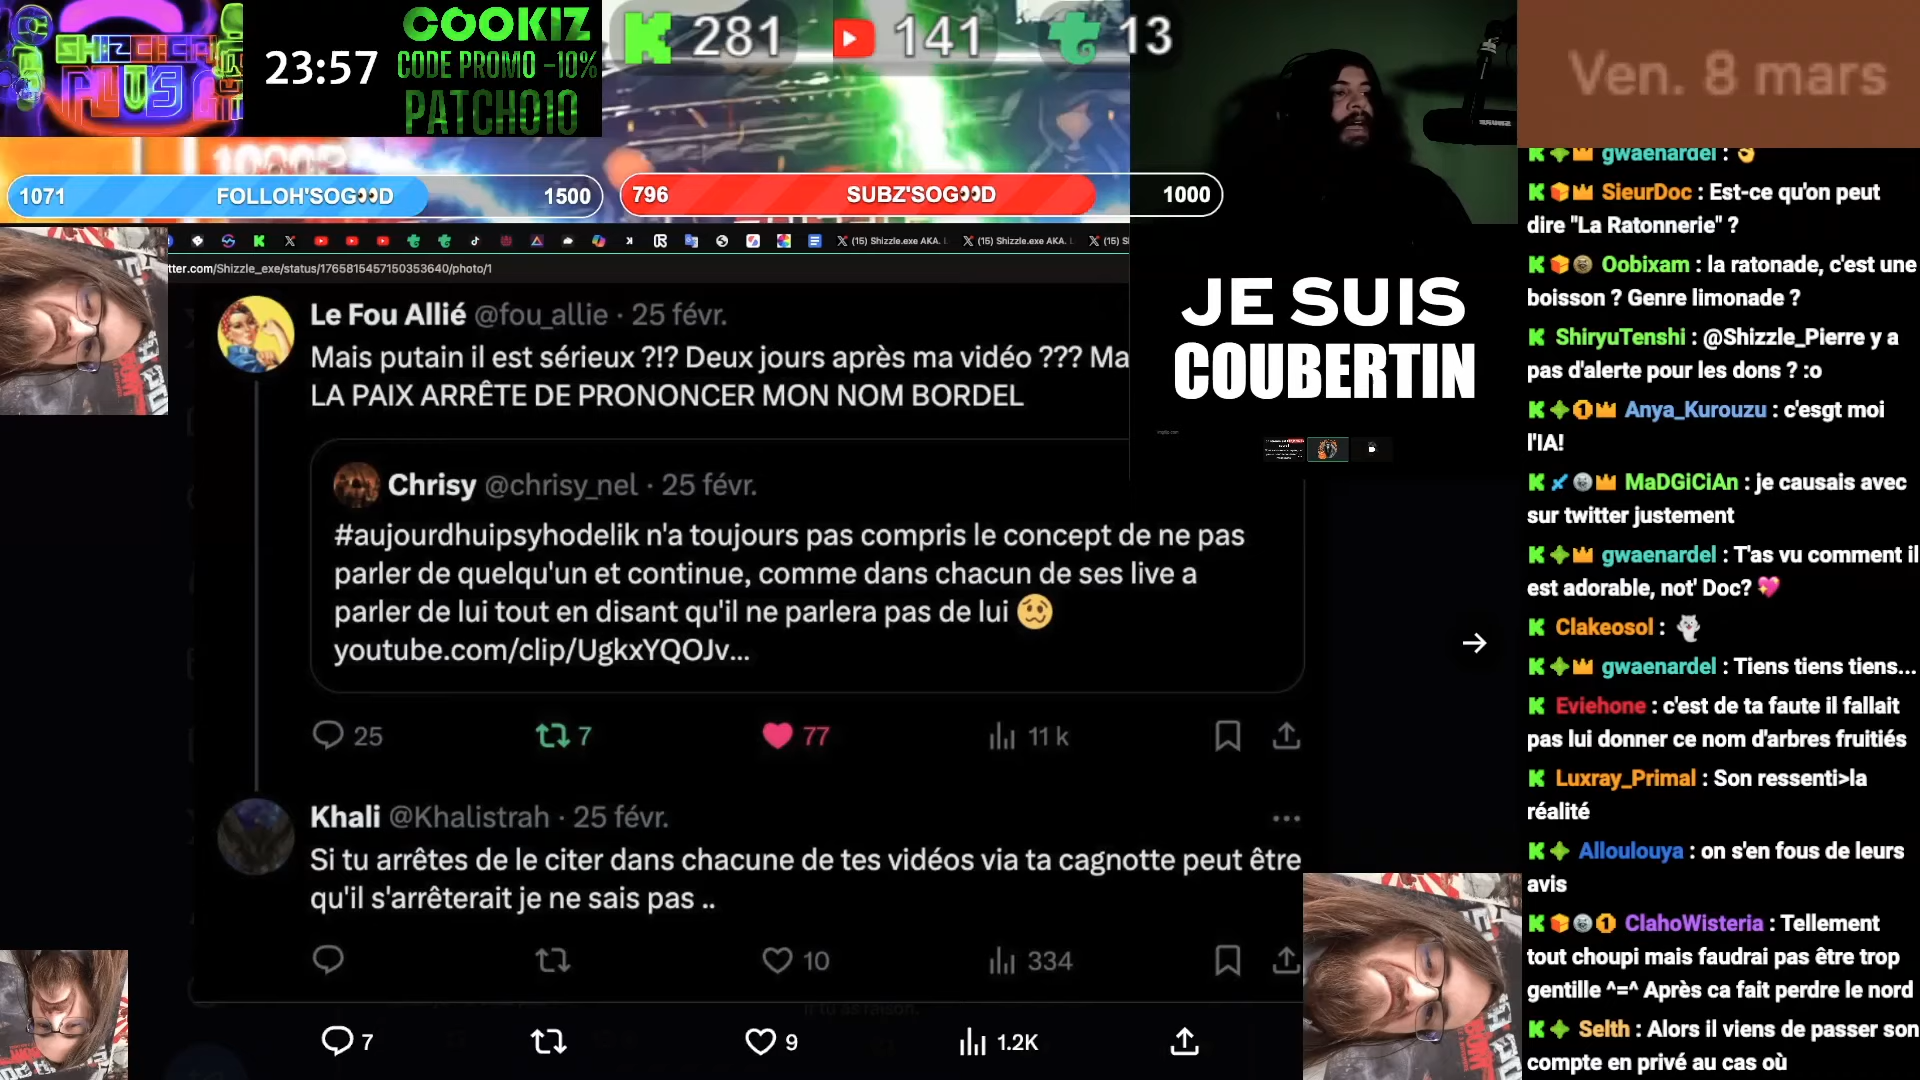 SHIZCICAL
PLUS
23:57
COOKIZ
CODE PROMO -10%
PATCHO10
281
141
13
Ven. 8 mars
1071
FOLLOH'SOG👀D
1500
796
SUBZ'SOG👀D
1000
(15) Shizzle.exe AKA.
(15) Shizzle.exe AKA.
(15) S
tter.com/Shizzle_exe/status/1765815457150353640/photo/1
Le Fou Allié @fou_allie · 25 févr.
Mais putain il est sérieux ?!? Deux jours après ma vidéo ??? Ma
LA PAIX ARRÊTE DE PRONONCER MON NOM BORDEL
Chrisy @chrisy_nel · 25 févr.
#aujourdhuipsyhodelik n'a toujours pas compris le concept de ne pas
parler de quelqu'un et continue, comme dans chacun de ses live a
parler de lui tout en disant qu'il ne parlera pas de lui 🥴
youtube.com/clip/UgkxYQOJv...
25
7
77
11 k
Khali @Khalistrah · 25 févr.
Si tu arrêtes de le citer dans chacune de tes vidéos via ta cagnotte peut être
qu'il s'arrêterait je ne sais pas ..
10
334
7
9
1.2K
JE SUIS
COUBERTIN
gwaenardel : 👌
SieurDoc : Est-ce qu'on peut
dire "La Ratonnerie" ?
Oobixam : la ratonade, c'est une
boisson ? Genre limonade ?
ShiryuTenshi : @Shizzle_Pierre y a
pas d'alerte pour les dons ? :o
Anya_Kurouzu : c'esgt moi
l'IA!
MaDGiCiAn : je causais avec
sur twitter justement
gwaenardel : T'as vu comment il
est adorable, not' Doc? 💖
Clakeosol :
gwaenardel : Tiens tiens tiens...
Eviehone : c'est de ta faute il fallait
pas lui donner ce nom d'arbres fruitiés
Luxray_Primal : Son ressenti>la
réalité
Alloulouya : on s'en fous de leurs
avis
ClahoWisteria : Tellement
tout choupi mais faudrai pas être trop
gentille ^=^ Après ca fait perdre le nord
Selth : Alors il viens de passer son
compte en privé au cas où